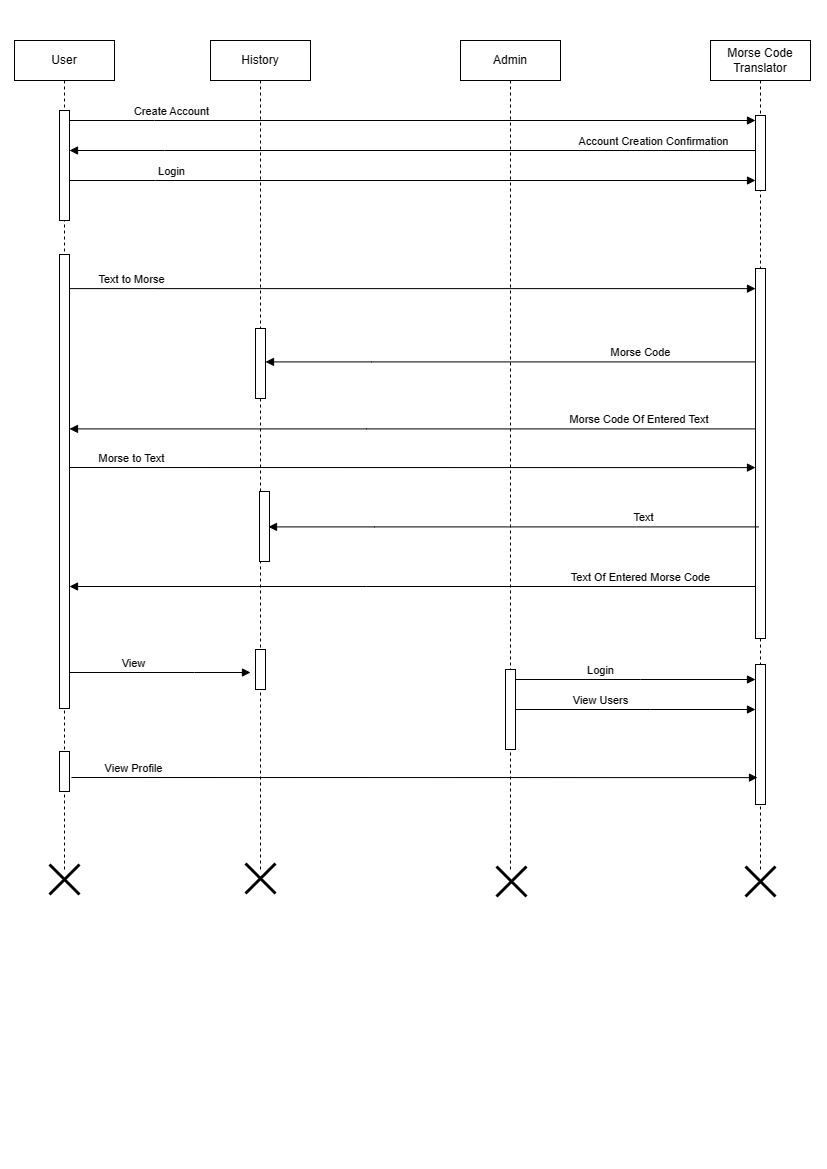 User
History
Admin
Morse Code
Translator
Create Account
Account Creation Confirmation
Login
Text to Morse
Morse Code
Morse Code Of Entered Text
Morse to Text
Text
Text Of Entered Morse Code
View
Login
View Users
View Profile